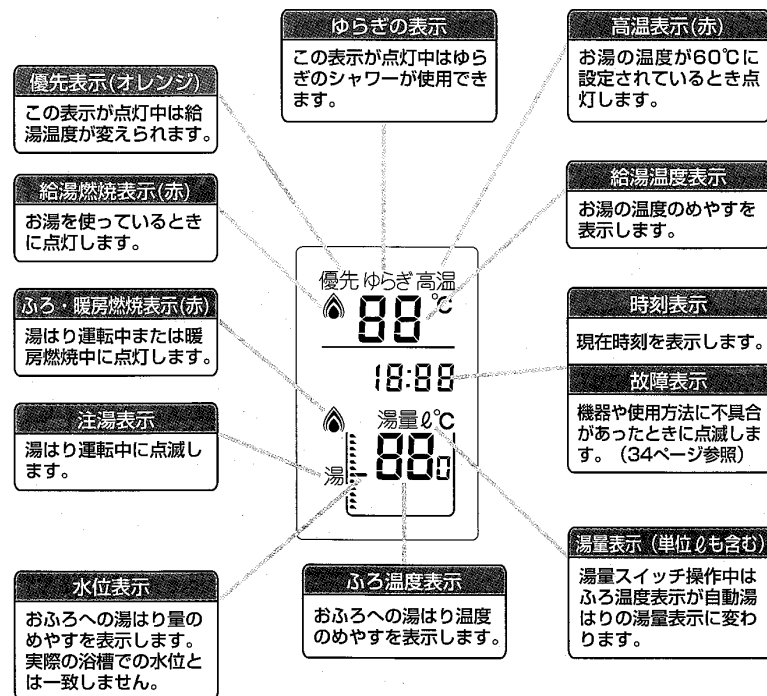 ゆらぎの表示
この表示が点灯中はゆら
ぎのシャワーが使用でき
ます。
高温表示(赤)
お湯の温度が60℃に
設定されているとき点
灯します。
優先表示(オレンジ)
この表示が点灯中は給
湯温度が変えられます。
給湯燃焼表示(赤)
お湯を使っているとき
に点灯します。
給湯温度表示
お湯の温度のめやすを
表示します。
ふろ・暖房燃焼表示(赤)
湯はり運転中または暖
房燃焼中に点灯します。
時刻表示
現在時刻を表示します。
故障表示
機器や使用方法に不具合
があったときに点滅しま
す。(34ページ参照)
注湯表示
湯はり運転中に点滅し
ます。
優先 ゆらぎ 高温
88 ℃
18:88
湯量 ℓ℃
湯 880
水位表示
おふろへの湯はり量の
めやすを表示します。
実際の浴槽での水位と
は一致しません。
ふろ温度表示
おふろへの湯はり温度
のめやすを表示します。
湯量表示(単位ℓも含む)
湯量スイッチ操作中は
ふろ温度表示が自動湯
はりの湯量表示に変わ
ります。